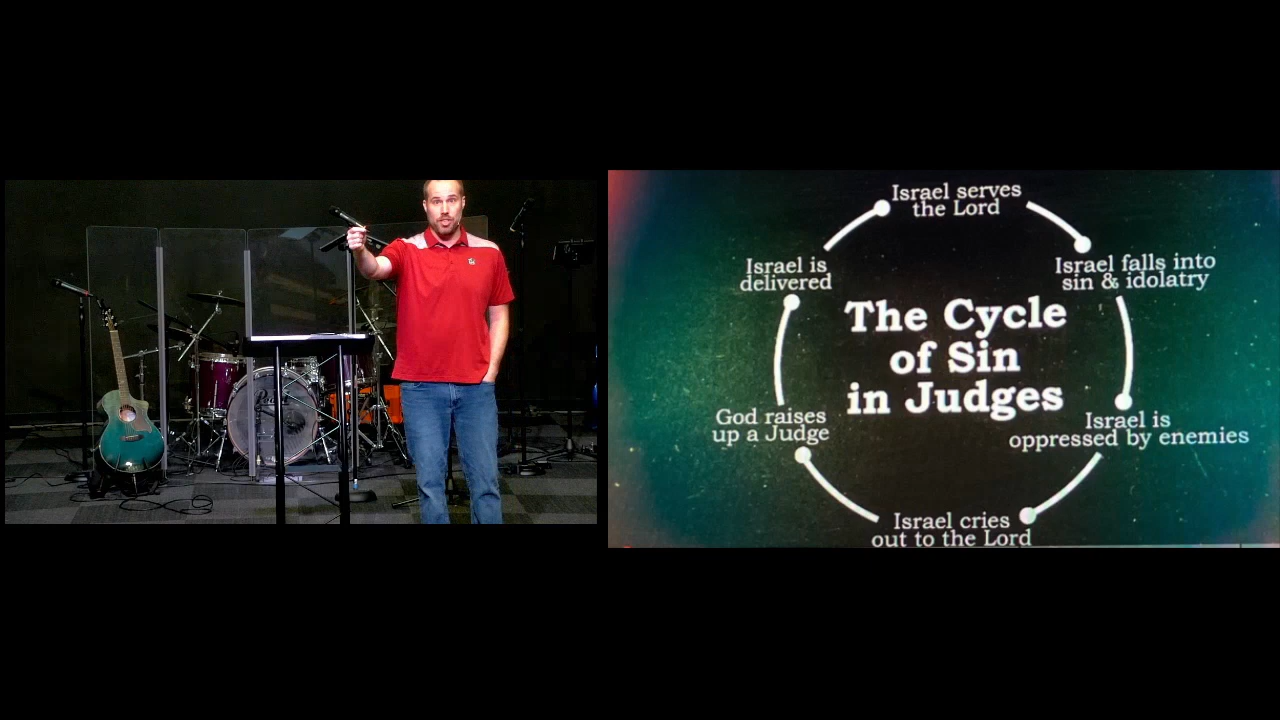 Israel serves
the Lord
Israel falls into
sin & idolatry
Israel is
oppressed by enemies
Israel cries
out to the Lord
God raises
up a Judge
Israel is
delivered
The Cycle
of Sin
in Judges